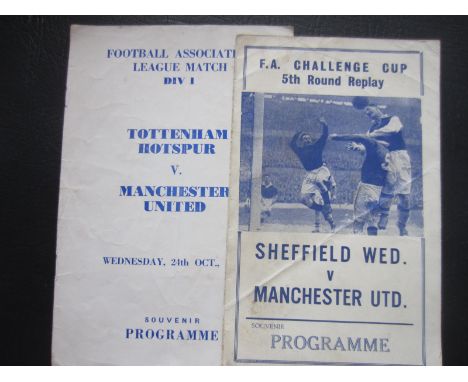 FOOTBALL ASSOCIATI
LEAGUE MATCH
DIV 1
TOTTENHAM
HOTSPUR
V.
MANCHESTER
UNITED
WEDNESDAY, 24th OCT.,
SOUVENIR
PROGRAMME
F.A. CHALLENGE CUP
5th Round Replay
SHEFFIELD WED.
v
MANCHESTER UTD.
SOUVENIR
PROGRAMME